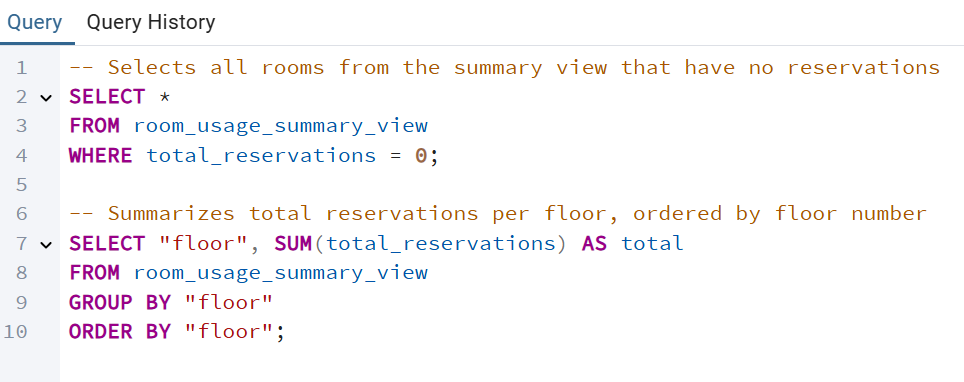 Query Query History
1 -- Selects all rooms from the summary view that have no reservations
2 SELECT *
3 FROM room_usage_summary_view
4 WHERE total_reservations = 0;
5
6 -- Summarizes total reservations per floor, ordered by floor number
7 SELECT "floor", SUM(total_reservations) AS total
8 FROM room_usage_summary_view
9 GROUP BY "floor"
10 ORDER BY "floor";